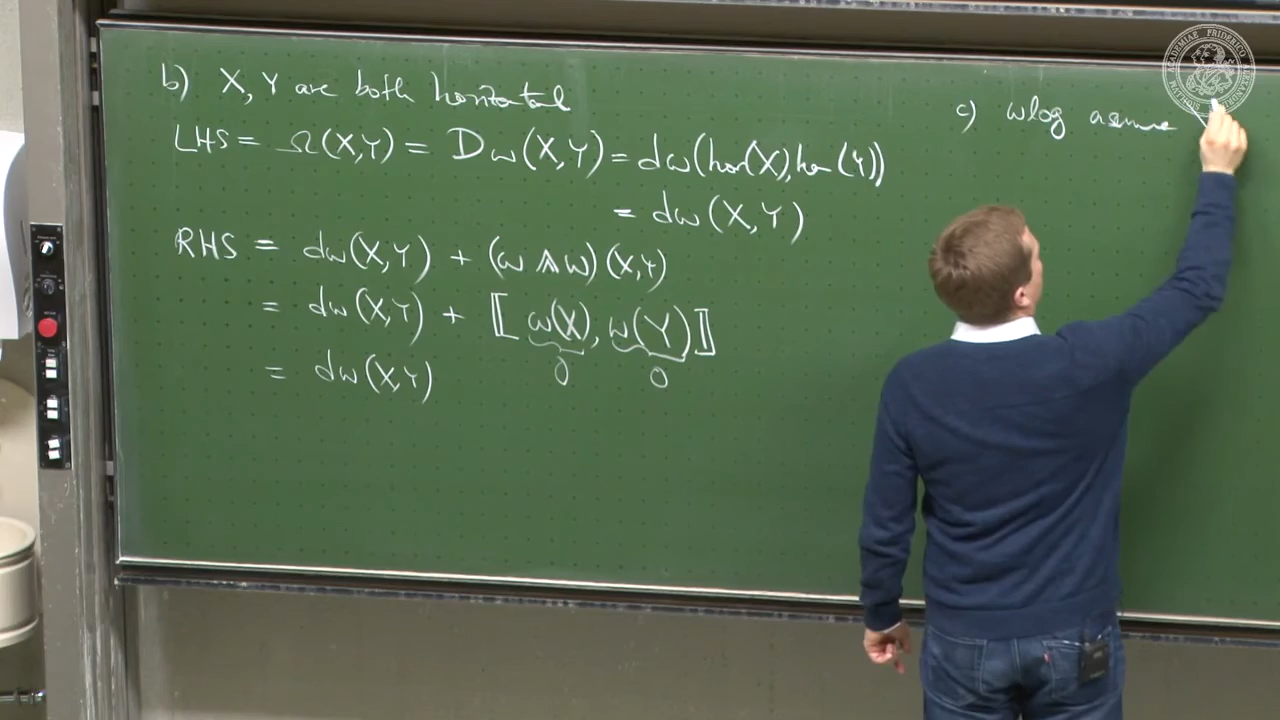 b) X, Y are both horizontal
LHS = Ω(X,Y) = Dω(X,Y) = dω(hor(X), hor(Y))
= dω(X,Y)
RHS = dω(X,Y) + (ω ⩕ ω)(X,Y)
= dω(X,Y) + ⟦ω(X), ω(Y)⟧
0 0
= dω(X,Y)
c) wlog assume